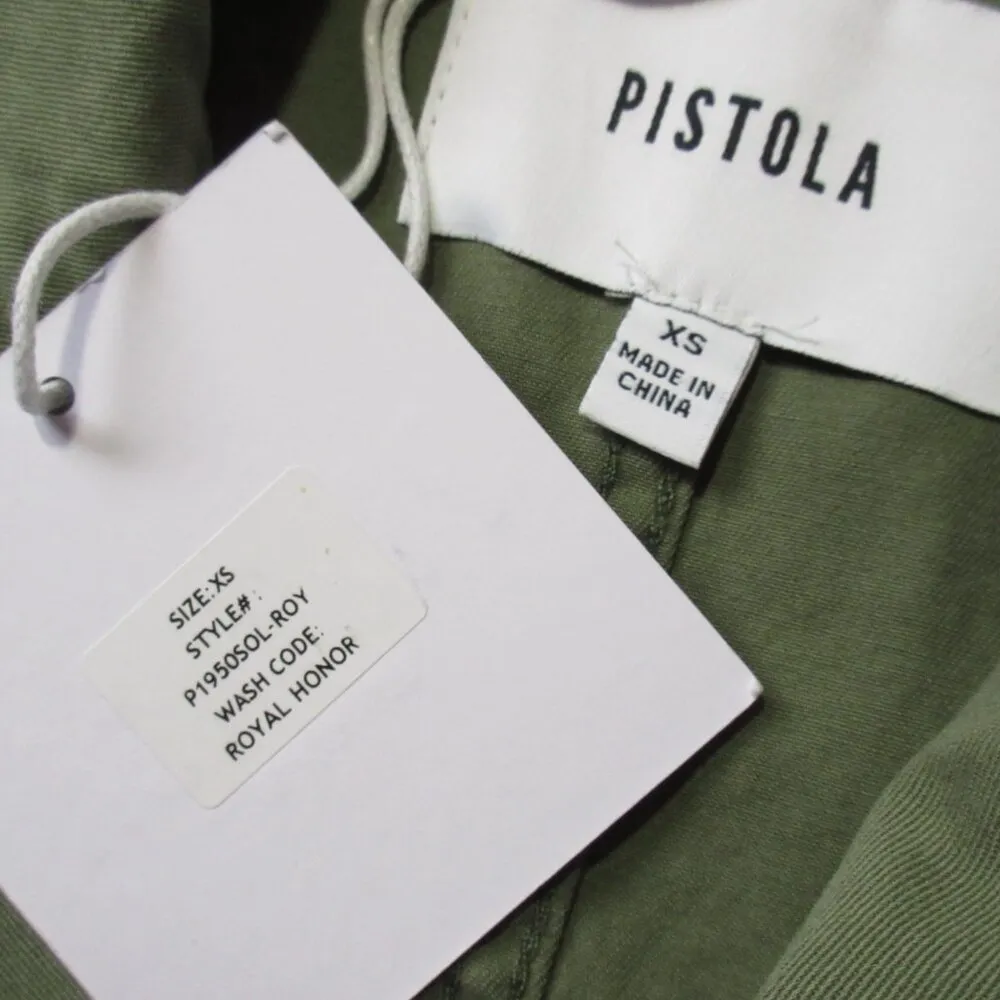 PISTOLA
XS
MADE IN
CHINA
SIZE:XS
STYLE#:
P1950SOL-ROY
WASH CODE:
ROYAL HONOR